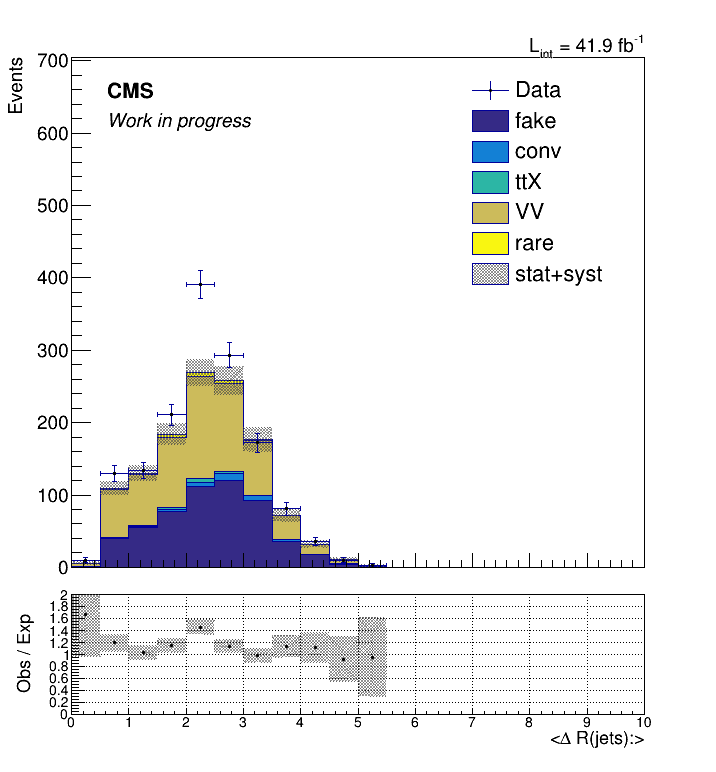 L_int = 41.9 fb^-1
Events
700
600
500
400
300
200
100
0
CMS
Work in progress
Data
fake
conv
ttX
VV
rare
stat+syst
Obs / Exp
2
1.8
1.6
1.4
1.2
1
0.8
0.6
0.4
0.2
0
0 1 2 3 4 5 6 7 8 9 10
<Δ R(jets):>